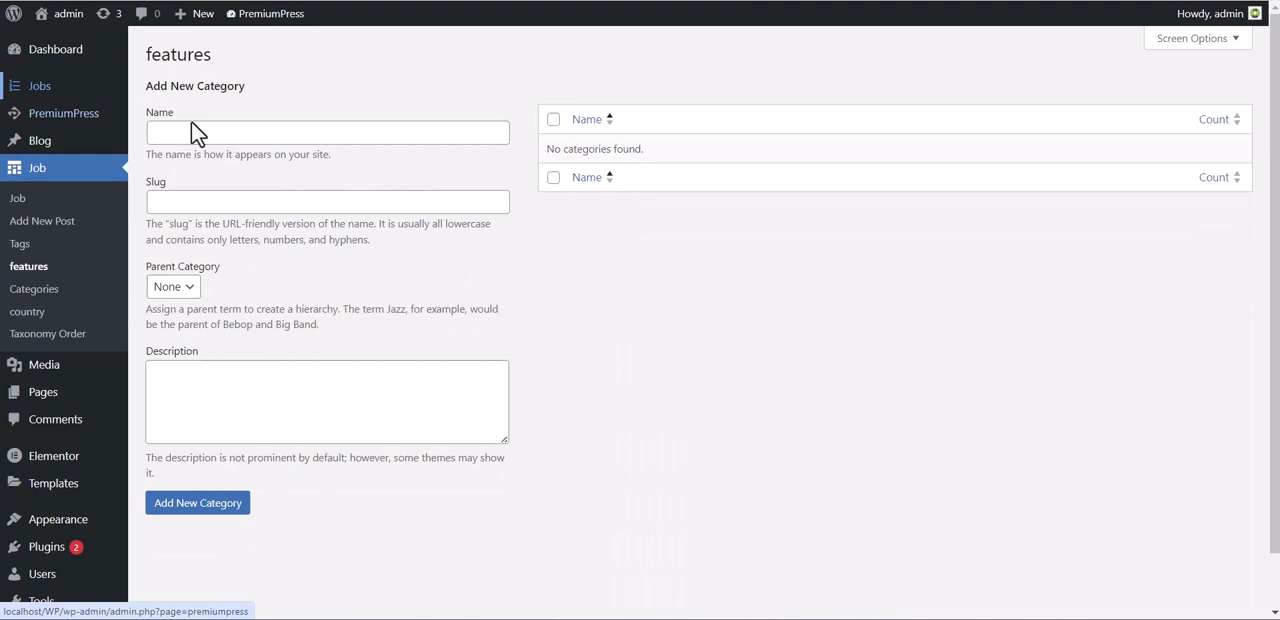 admin
3
0
New
PremiumPress
Howdy, admin
Screen Options
Dashboard
Jobs
PremiumPress
Blog
Job
Job
Add New Post
Tags
features
Categories
country
Taxonomy Order
Media
Pages
Comments
Elementor
Templates
Appearance
Plugins 2
Users
Tools
localhost/WP/wp-admin/admin.php?page=premiumpress
features
Add New Category
Name
The name is how it appears on your site.
Slug
The "slug" is the URL-friendly version of the name. It is usually all lowercase
and contains only letters, numbers, and hyphens.
Parent Category
None
Assign a parent term to create a hierarchy. The term Jazz, for example, would
be the parent of Bebop and Big Band.
Description
The description is not prominent by default; however, some themes may show
it.
Add New Category
Name
Count
No categories found.
Name
Count